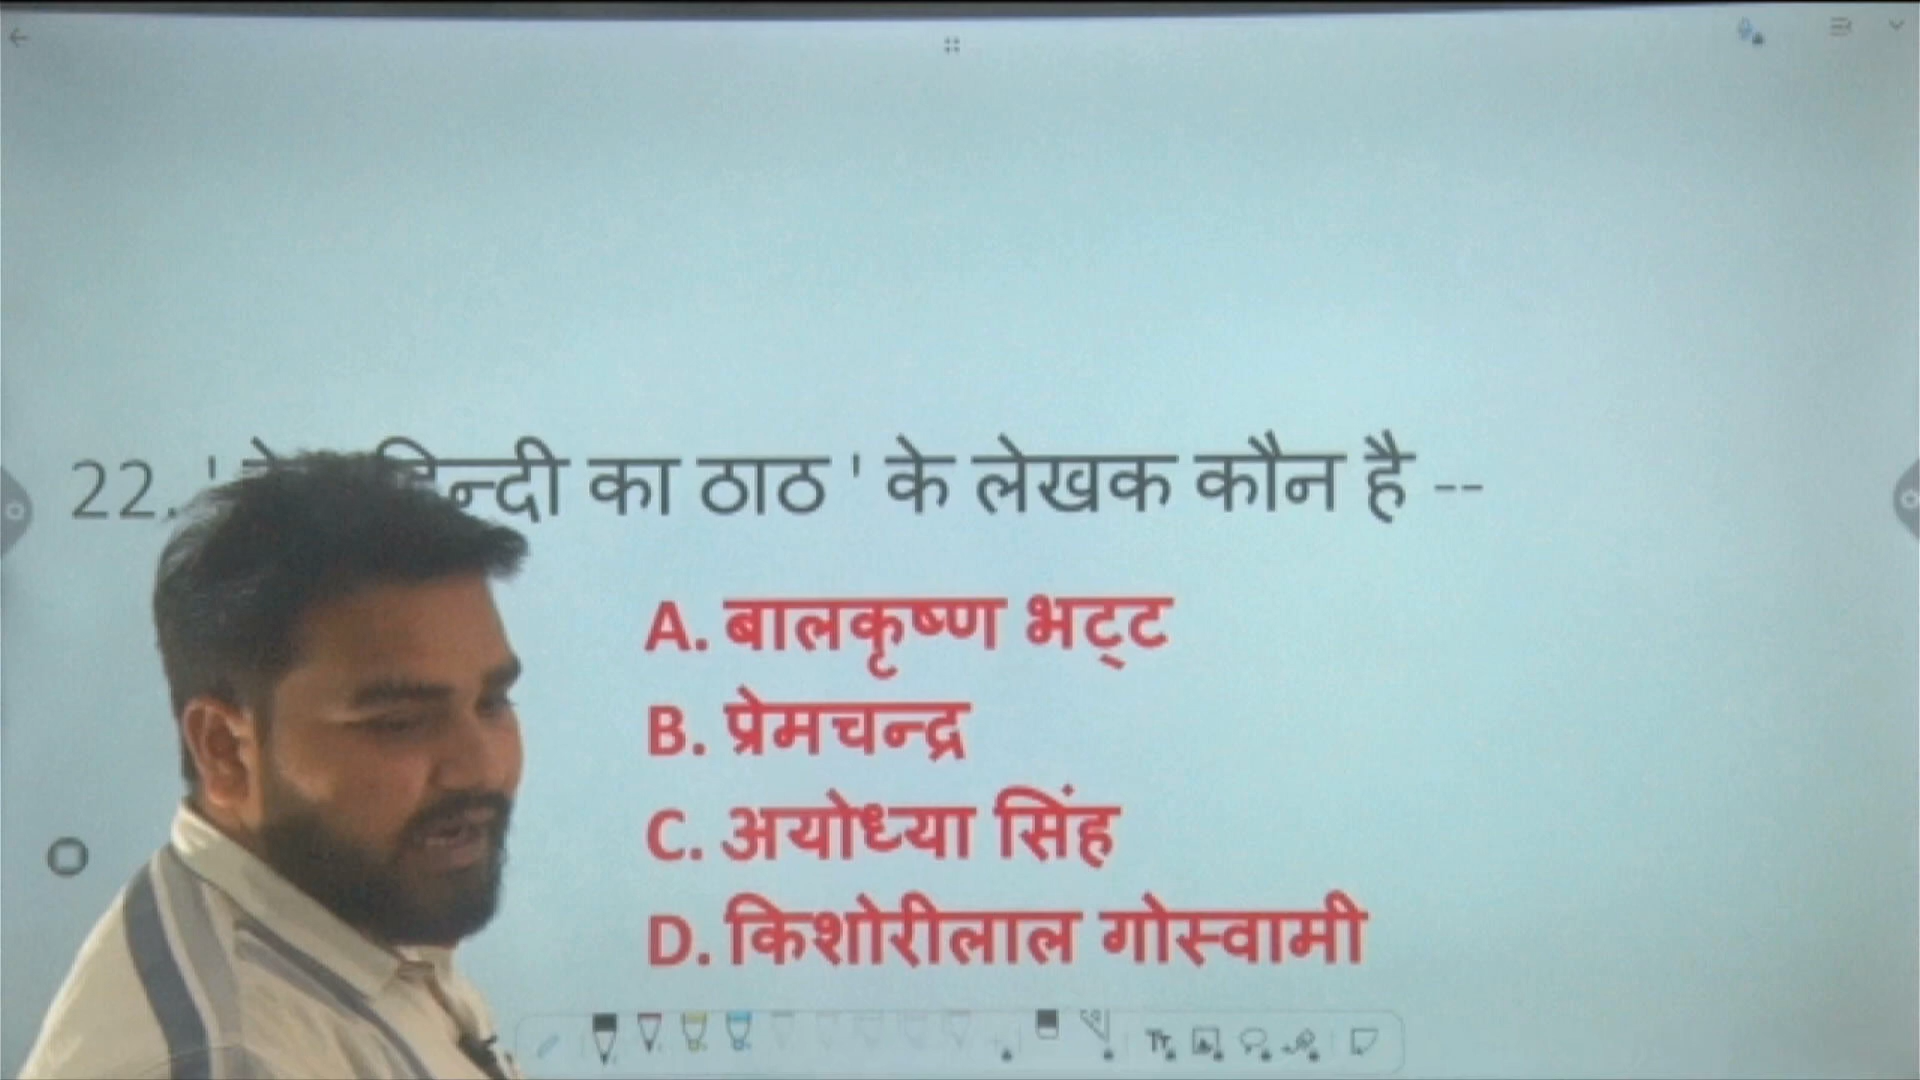 22. ' हिन्दी का ठाठ ' के लेखक कौन है --
A. बालकृष्ण भट्ट
B. प्रेमचन्द्र
C. अयोध्या सिंह
D. किशोरीलाल गोस्वामी